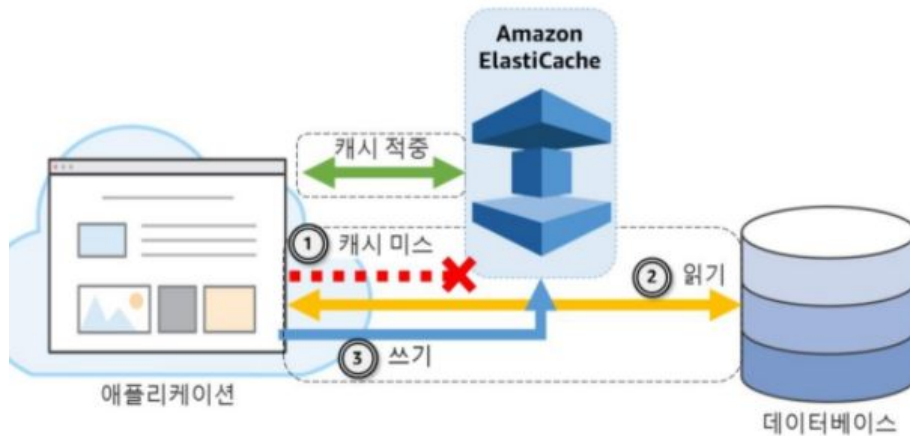 Amazon
ElastiCache
캐시 적중
1 캐시 미스
2 읽기
3 쓰기
애플리케이션
데이터베이스